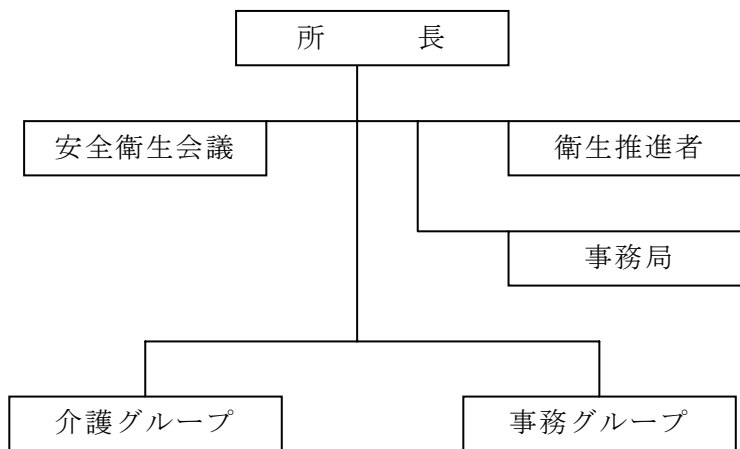 所　　長
安全衛生会議
衛生推進者
事務局
介護グループ
事務グループ